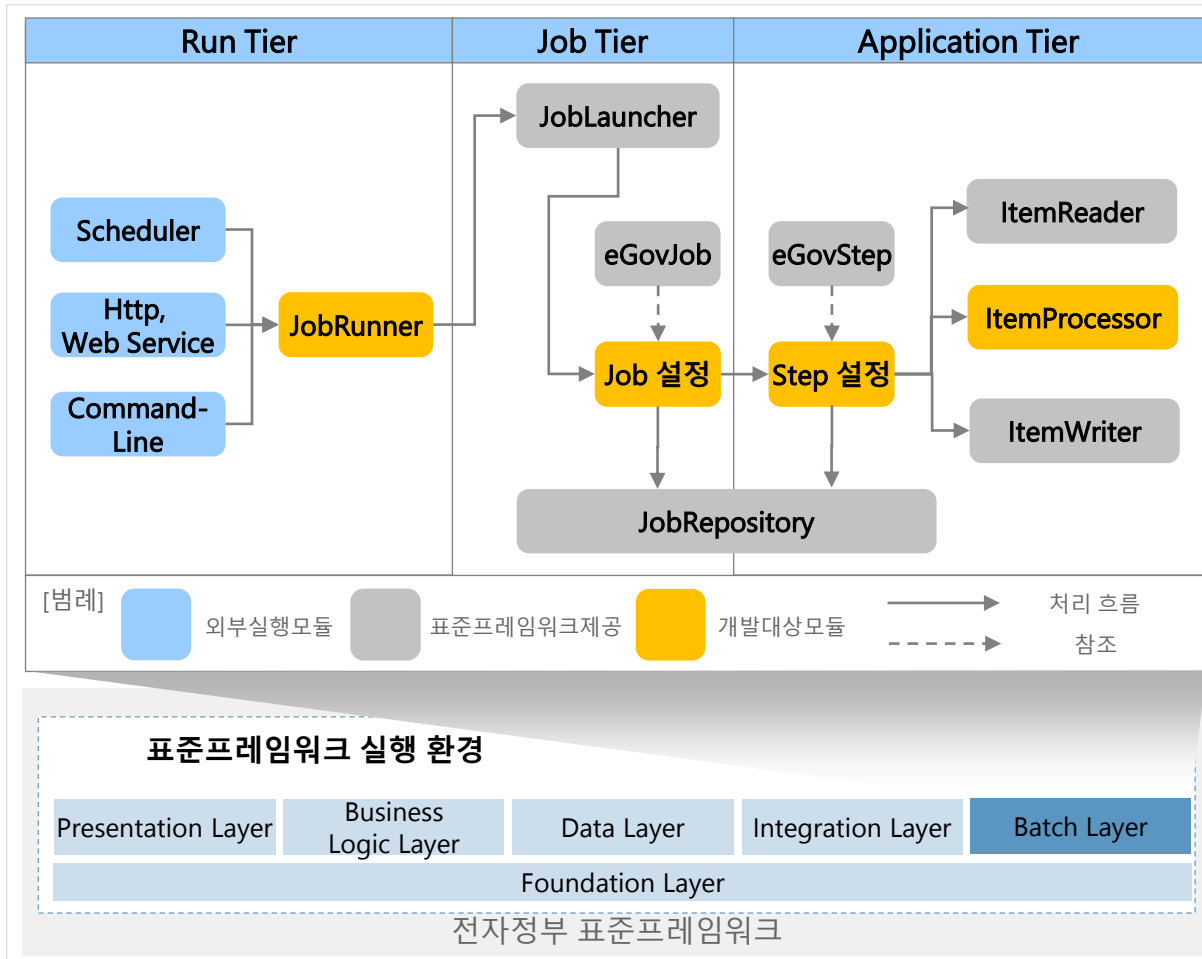 Run Tier
Job Tier
Application Tier
JobLauncher
Scheduler
Http,
Web Service
Command-
Line
JobRunner
eGovJob
eGovStep
Job 설정
Step 설정
ItemReader
ItemProcessor
ItemWriter
JobRepository
[범례]
외부실행모듈
표준프레임워크제공
개발대상모듈
처리 흐름
참조
표준프레임워크 실행 환경
Presentation Layer
Business
Logic Layer
Data Layer
Integration Layer
Batch Layer
Foundation Layer
전자정부 표준프레임워크